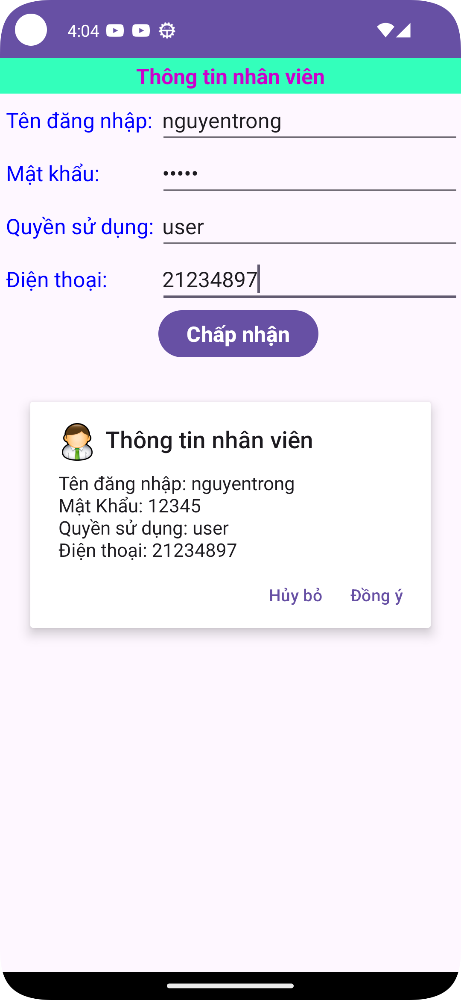 4:04
Thông tin nhân viên
Tên đăng nhập: nguyentrong
Mật khẩu: •••••
Quyền sử dụng: user
Điện thoại: 21234897
Chấp nhận
Thông tin nhân viên
Tên đăng nhập: nguyentrong
Mật Khẩu: 12345
Quyền sử dụng: user
Điện thoại: 21234897
Hủy bỏ Đồng ý